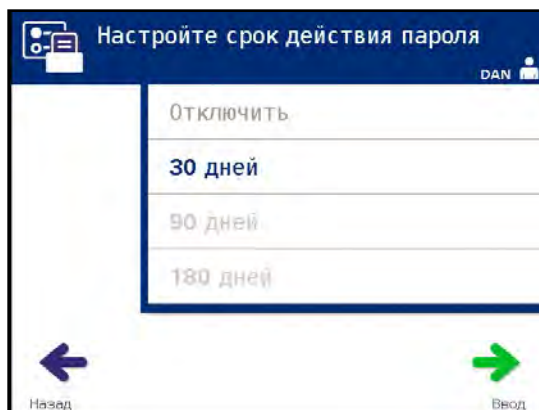 Настройте срок действия пароля
DAN
Отключить
30 дней
90 дней
180 дней
Назад
Ввод